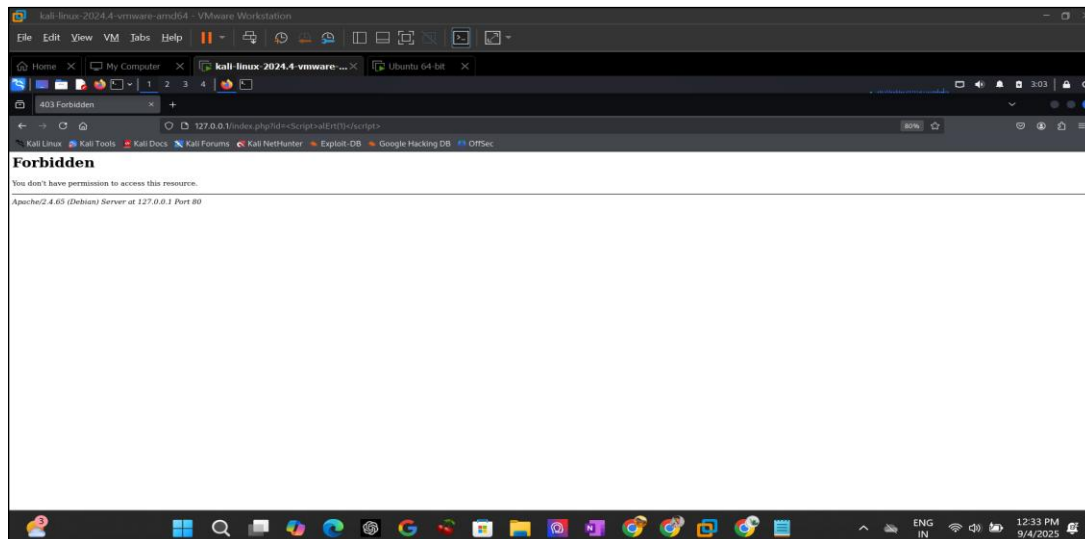 kali-linux-2024.4-vmware-amd64 - VMware Workstation
File Edit View VM Tabs Help
Home My Computer kali-linux-2024.4-vmware-... Ubuntu 64-bit
1 2 3 4 3:03
403 Forbidden
127.0.0.1/index.php?id=<Script>alErt(1)</script> 80%
Kali Linux Kali Tools Kali Docs Kali Forums Kali NetHunter Exploit-DB Google Hacking DB OffSec
Forbidden
You don't have permission to access this resource.
Apache/2.4.65 (Debian) Server at 127.0.0.1 Port 80
3
ENG 12:33 PM
IN 9/4/2025